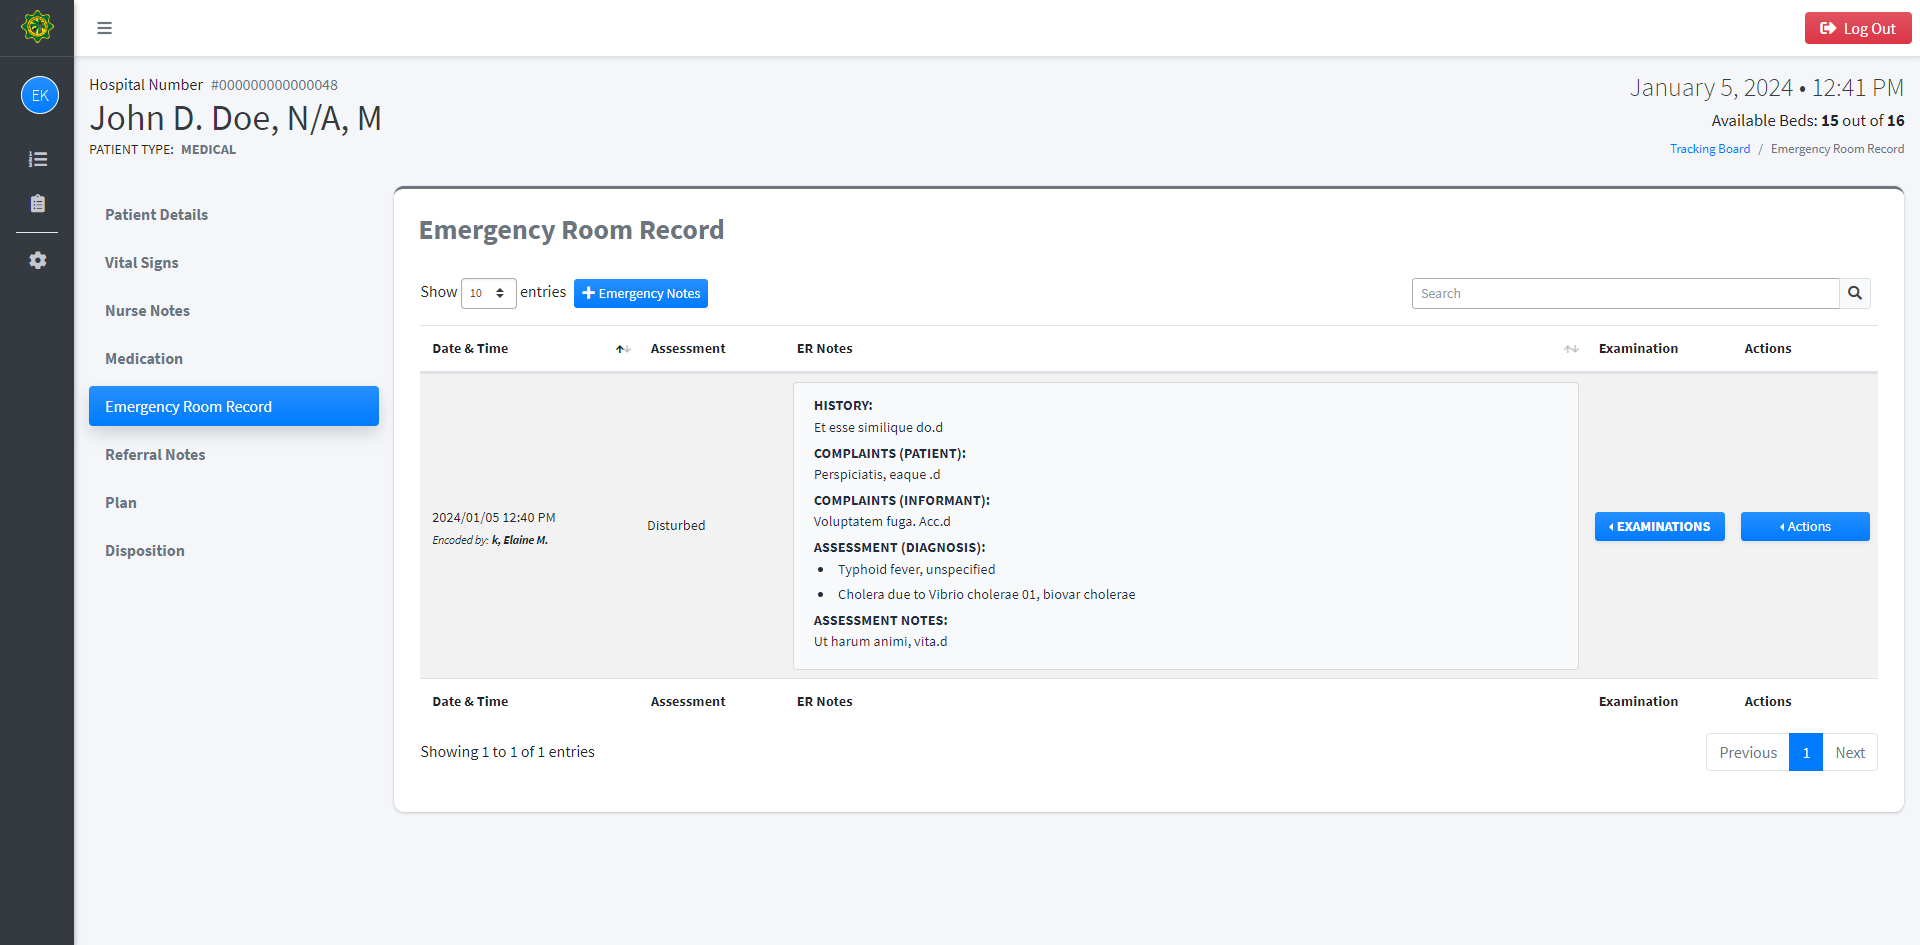 Log Out
EK
Hospital Number #000000000000048
John D. Doe, N/A, M
PATIENT TYPE: MEDICAL
January 5, 2024 • 12:41 PM
Available Beds: 15 out of 16
Tracking Board / Emergency Room Record
Patient Details
Vital Signs
Nurse Notes
Medication
Emergency Room Record
Referral Notes
Plan
Disposition
Emergency Room Record
Show 10 entries + Emergency Notes
Search
Date & Time Assessment ER Notes Examination Actions
2024/01/05 12:40 PM
Encoded by: k, Elaine M.
Disturbed
HISTORY:
Et esse similique do.d
COMPLAINTS (PATIENT):
Perspiciatis, eaque .d
COMPLAINTS (INFORMANT):
Voluptatem fuga. Acc.d
ASSESSMENT (DIAGNOSIS):
• Typhoid fever, unspecified
• Cholera due to Vibrio cholerae 01, biovar cholerae
ASSESSMENT NOTES:
Ut harum animi, vita.d
EXAMINATIONS
Actions
Date & Time Assessment ER Notes Examination Actions
Showing 1 to 1 of 1 entries
Previous 1 Next